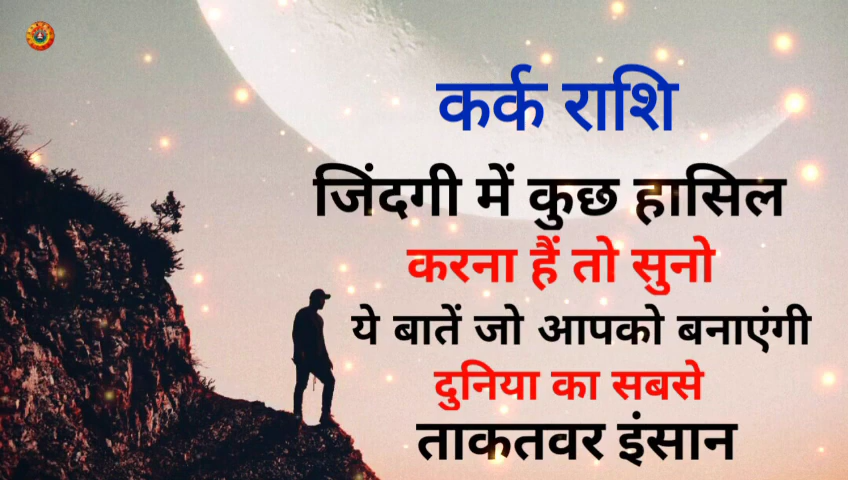 कर्क राशि
जिंदगी में कुछ हासिल
करना हैं तो सुनो
ये बातें जो आपको बनाएंगी
दुनिया का सबसे
ताकतवर इंसान